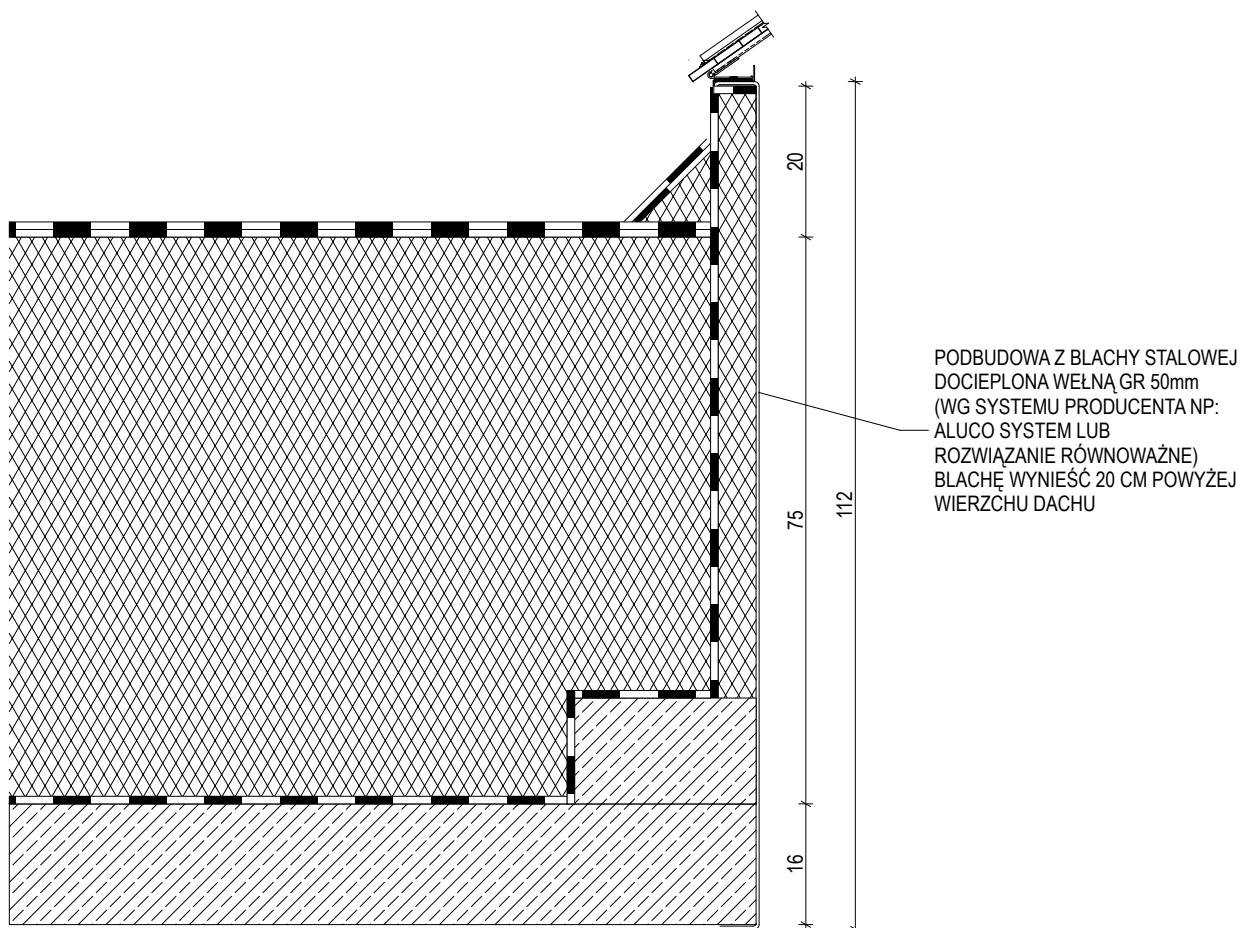 20
PODBUDOWA Z BLACHY STALOWEJ
DOCIEPLONA WEŁNĄ GR 50mm
(WG SYSTEMU PRODUCENTA NP:
ALUCO SYSTEM LUB
ROZWIĄZANIE RÓWNOWAŻNE)
BLACHĘ WYNIEŚĆ 20 CM POWYŻEJ
WIERZCHU DACHU
75
112
16